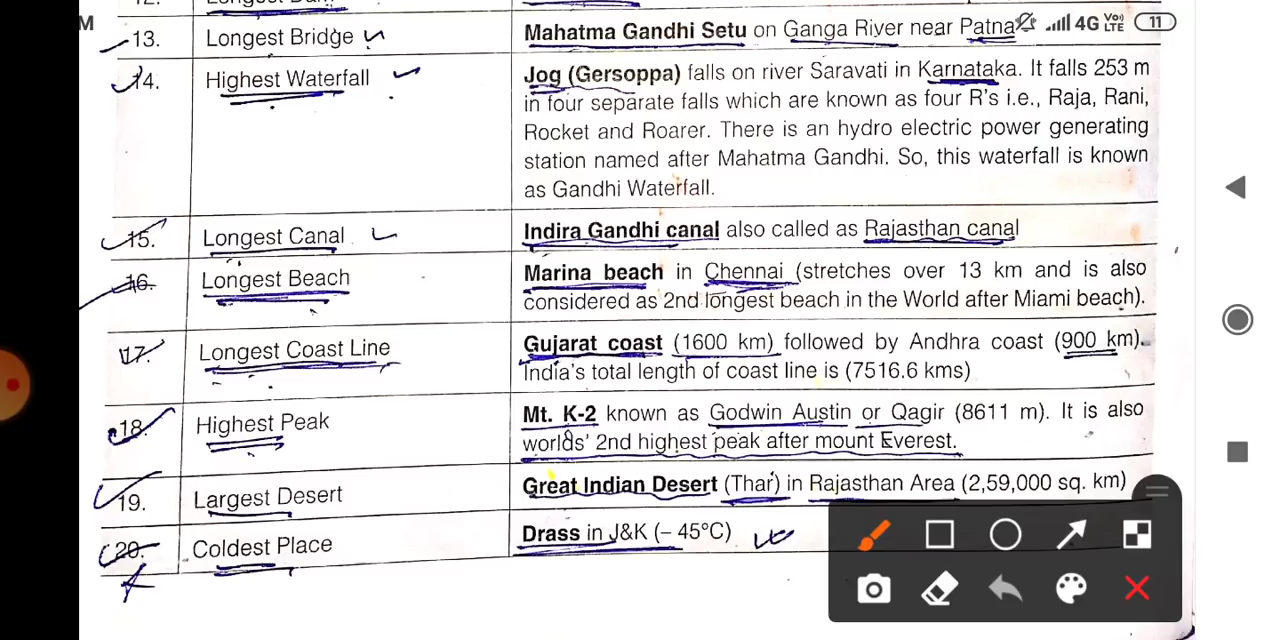 12. Longest Dam
M
13. Longest Bridge Mahatma Gandhi Setu on Ganga River near Patna
4G Vo) LTE 11
14. Highest Waterfall Jog (Gersoppa) falls on river Saravati in Karnataka. It falls 253 m
in four separate falls which are known as four R's i.e., Raja, Rani,
Rocket and Roarer. There is an hydro electric power generating
station named after Mahatma Gandhi. So, this waterfall is known
as Gandhi Waterfall.
15. Longest Canal Indira Gandhi canal also called as Rajasthan canal
16. Longest Beach Marina beach in Chennai (stretches over 13 km and is also
considered as 2nd longest beach in the World after Miami beach).
17. Longest Coast Line Gujarat coast (1600 km) followed by Andhra coast (900 km).
India's total length of coast line is (7516.6 kms)
18. Highest Peak Mt. K-2 known as Godwin Austin or Qagir (8611 m). It is also
worlds' 2nd highest peak after mount Everest.
19. Largest Desert Great Indian Desert (Thar) in Rajasthan Area (2,59,000 sq. km)
20. Coldest Place Drass in J&K (– 45°C)